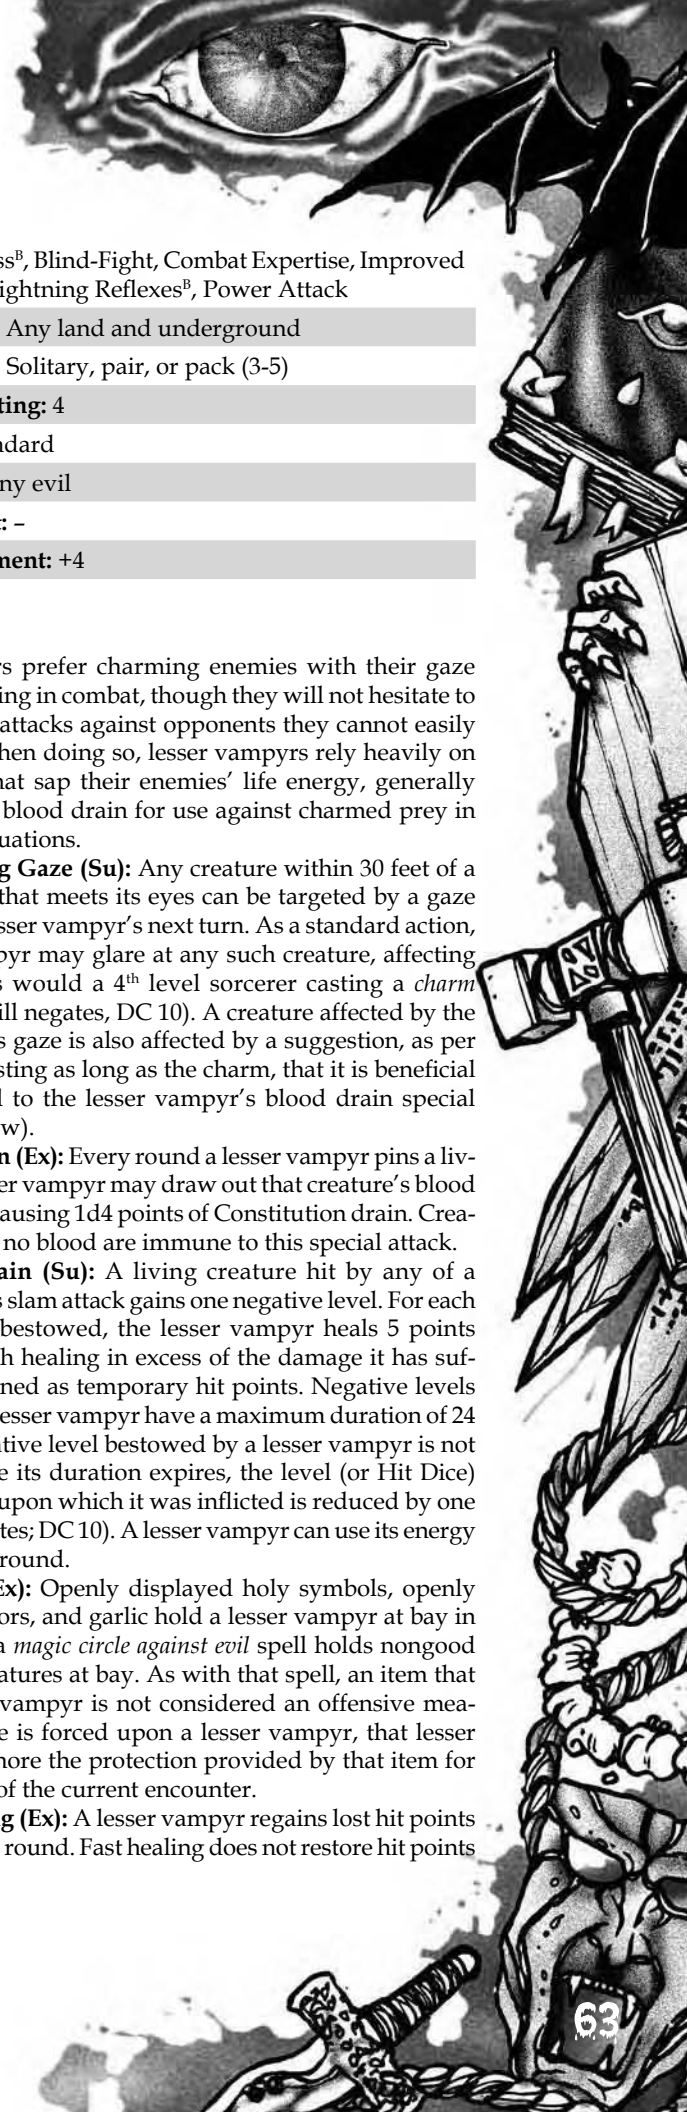 ssᴮ, Blind-Fight, Combat Expertise, Improved
ightning Reflexesᴮ, Power Attack
Any land and underground
Solitary, pair, or pack (3-5)
ting: 4
ndard
ny evil
t: –
ment: +4
rs prefer charming enemies with their gaze
ing in combat, though they will not hesitate to
attacks against opponents they cannot easily
hen doing so, lesser vampyrs rely heavily on
hat sap their enemies’ life energy, generally
blood drain for use against charmed prey in
uations.
g Gaze (Su): Any creature within 30 feet of a
that meets its eyes can be targeted by a gaze
sser vampyr’s next turn. As a standard action,
pyr may glare at any such creature, affecting
s would a 4th level sorcerer casting a charm
ill negates, DC 10). A creature affected by the
s gaze is also affected by a suggestion, as per
sting as long as the charm, that it is beneficial
l to the lesser vampyr’s blood drain special
w).
n (Ex): Every round a lesser vampyr pins a liv-
er vampyr may draw out that creature’s blood
ausing 1d4 points of Constitution drain. Crea-
no blood are immune to this special attack.
ain (Su): A living creature hit by any of a
s slam attack gains one negative level. For each
bestowed, the lesser vampyr heals 5 points
h healing in excess of the damage it has suf-
ned as temporary hit points. Negative levels
lesser vampyr have a maximum duration of 24
ative level bestowed by a lesser vampyr is not
e its duration expires, the level (or Hit Dice)
upon which it was inflicted is reduced by one
tes; DC 10). A lesser vampyr can use its energy
round.
Ex): Openly displayed holy symbols, openly
ors, and garlic hold a lesser vampyr at bay in
a magic circle against evil spell holds nongood
atures at bay. As with that spell, an item that
vampyr is not considered an offensive mea-
e is forced upon a lesser vampyr, that lesser
nore the protection provided by that item for
of the current encounter.
g (Ex): A lesser vampyr regains lost hit points
round. Fast healing does not restore hit points
63